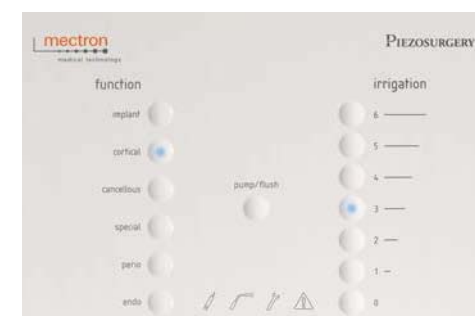 mectron
medical technology
PIEZOSURGERY
function
irrigation
implant
cortical
cancellous
special
perio
endo
pump/flush
6
5
4
3
2
1
0